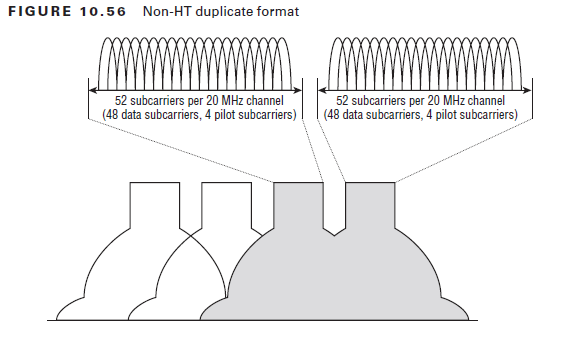 FIGURE 10.56 Non-HT duplicate format
52 subcarriers per 20 MHz channel
(48 data subcarriers, 4 pilot subcarriers)
52 subcarriers per 20 MHz channel
(48 data subcarriers, 4 pilot subcarriers)